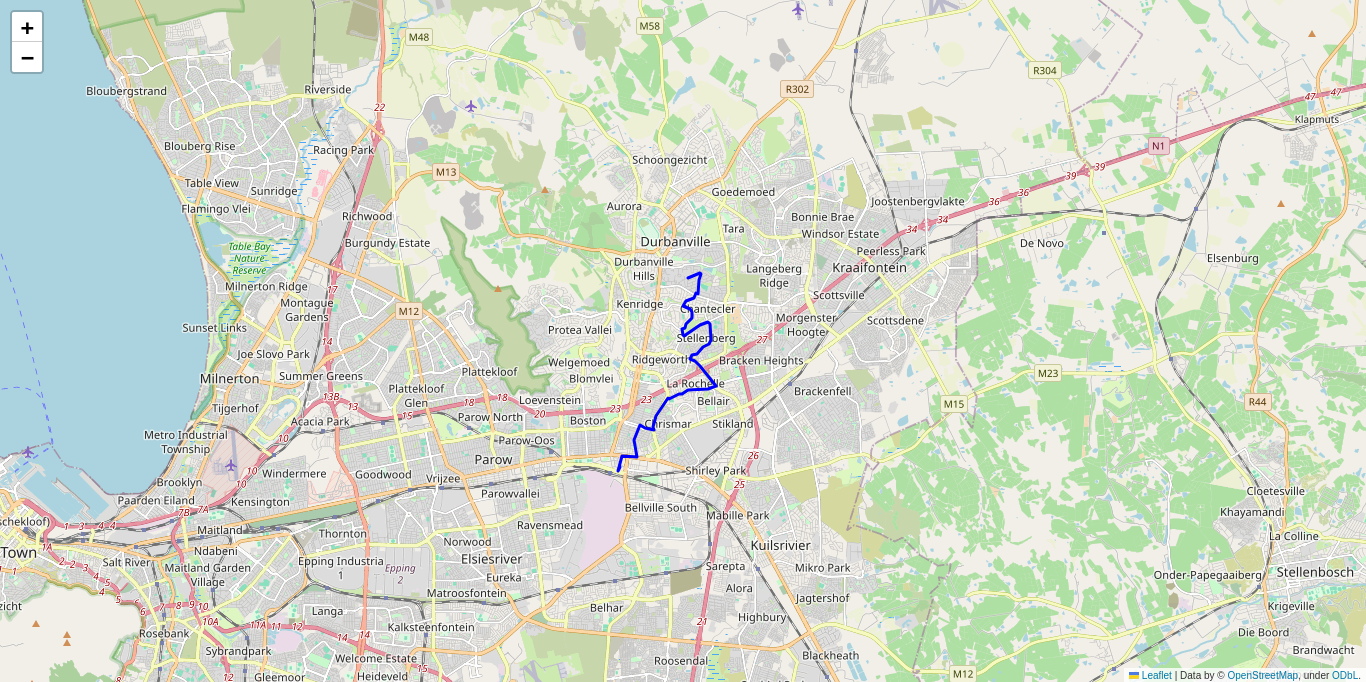 +
−
M58
M48
R304
R302
Bloubergstrand
Riverside
22
47
47
Klapmuts
Blouberg Rise
Racing Park
N1
Schoongezicht
39
39
M13
Table View
Sunridge
Goedemoed
36
36
Joostenbergvlakte
Flamingo Vlei
Richwood
Aurora
Bonnie Brae
34
34
Tara
Windsor Estate
Burgundy Estate
Durbanville
De Novo
Table Bay
Nature
Reserve
Peerless Park
Elsenburg
Durbanville
Hills
Langeberg
Ridge
Kraaifontein
Milnerton Ridge
Scottsville
Montague
Gardens
Kenridge
Chantecler
M12
Morgenster
Hoogte
Scottsdene
Sunset Links
Protea Vallei
Stellenberg
27
17
Joe Slovo Park
Ridgeworth
Bracken Heights
Welgemoed
Summer Greens
Plattekloof
M23
Milnerton
Blomvlei
La Rochelle
Plattekloof
Glen
Brackenfell
13B
18
18
Loevenstein
23
Bellair
R44
Tijgerhof
15
23
M15
Acacia Park
Parow North
Boston
Chrismar
Stikland
Metro Industrial
Township
Parow-Oos
10
Parow
26
Windermere
Goodwood
Vrijzee
Shirley Park
10
Brooklyn
25
Parowvallei
Cloetesville
Paarden Eiland
Kensington
Bellville South
7B
7A
Mabille Park
Khayamandi
schekloof
1
3
4
4
Maitland
Ravensmead
Thornton
La Colline
1A
Norwood
Kuilsrivier
Town
Ndabeni
2
Salt River
Elsiesriver
Epping Industria
1
Epping
2
Sarepta
Mikro Park
Maitland Garden
Village
Eureka
Onder-Papegaaiberg
Stellenbosch
Alora
Matroosfontein
Jagtershof
zicht
Belhar
Krigeville
Langa
Highbury
10A
11A
12
14
Kalksteenfontein
21
Rosebank
Die Boord
Sybrandpark
Brandwacht
Welcome Estate
Roosendal
Blackheath
Gleemoor
Heideveld
M12
Leaflet | Data by © OpenStreetMap, under ODbL.